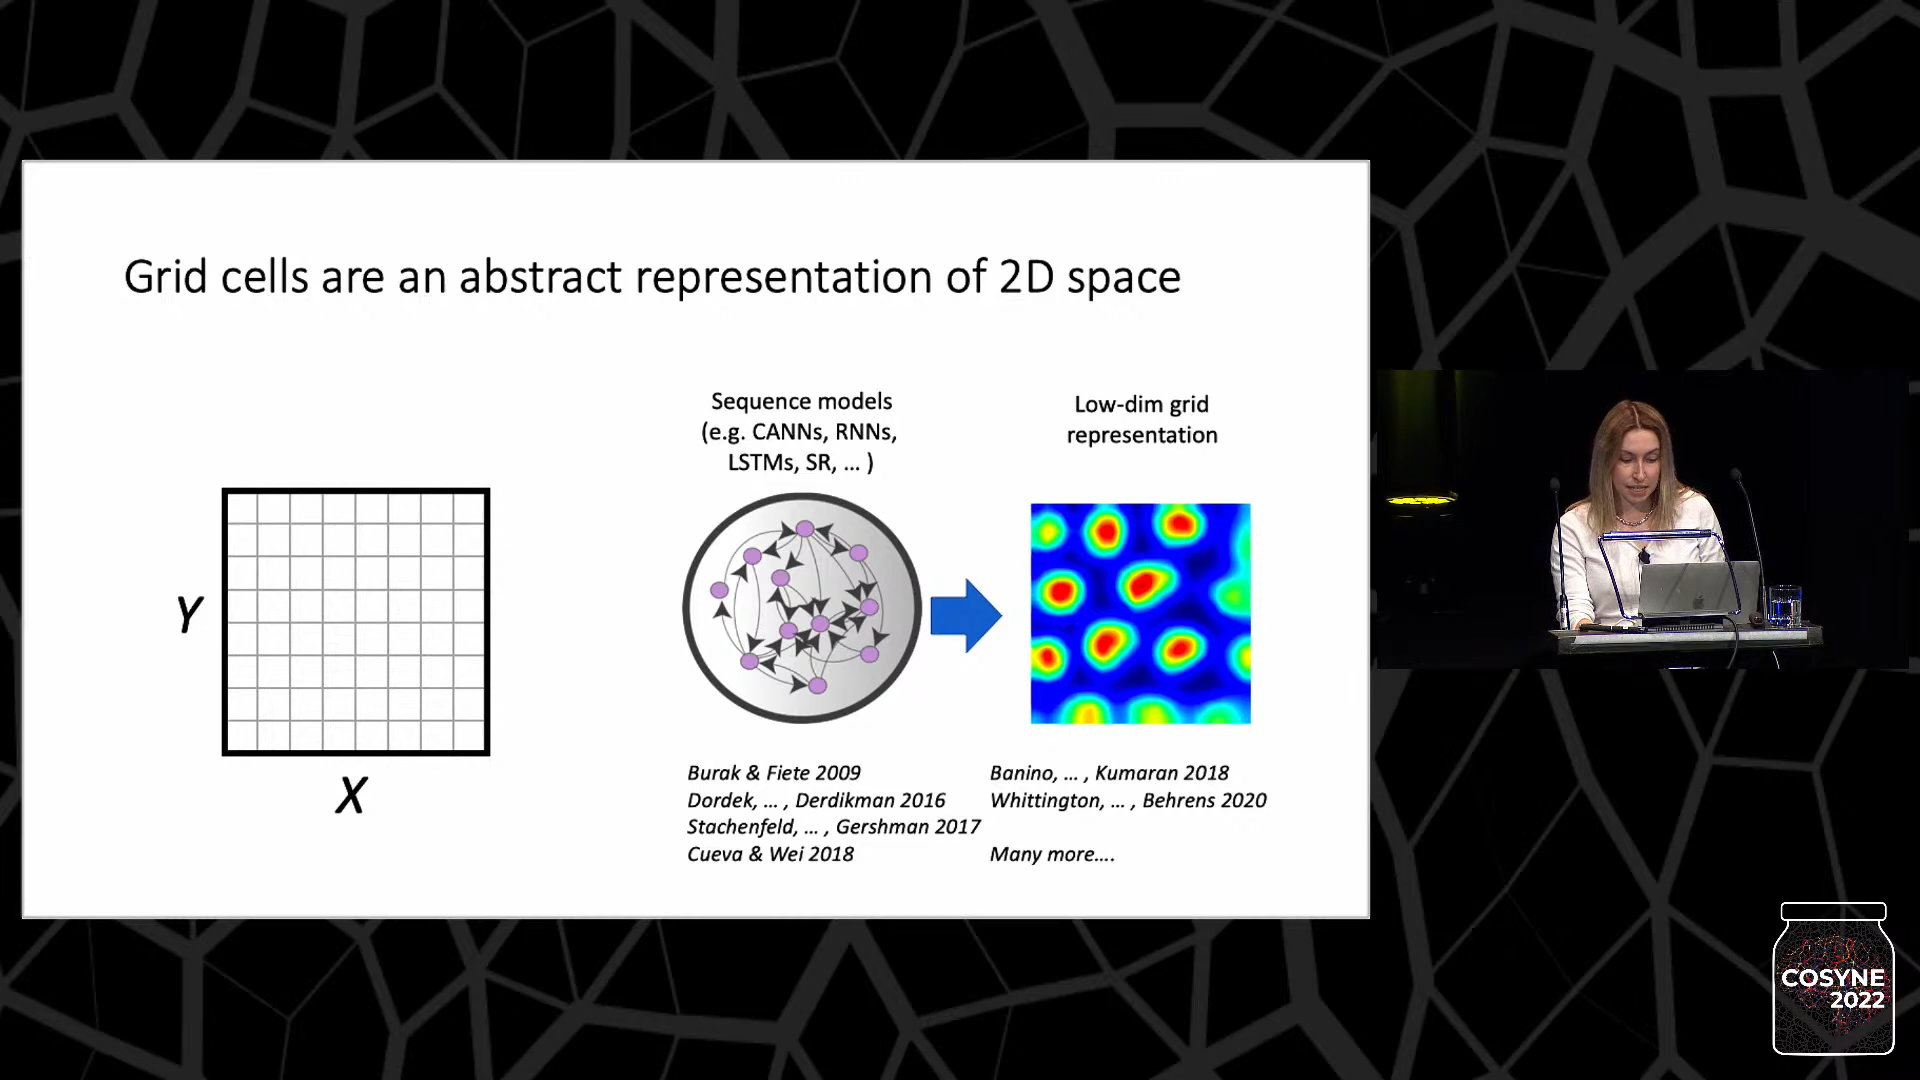 Grid cells are an abstract representation of 2D space
Sequence models
(e.g. CANNs, RNNs,
LSTMs, SR, ... )
Low-dim grid
representation
Y
X
Burak & Fiete 2009
Dordek, ... , Derdikman 2016
Stachenfeld, ... , Gershman 2017
Cueva & Wei 2018
Banino, ... , Kumaran 2018
Whittington, ... , Behrens 2020
Many more....
COSYNE
2022